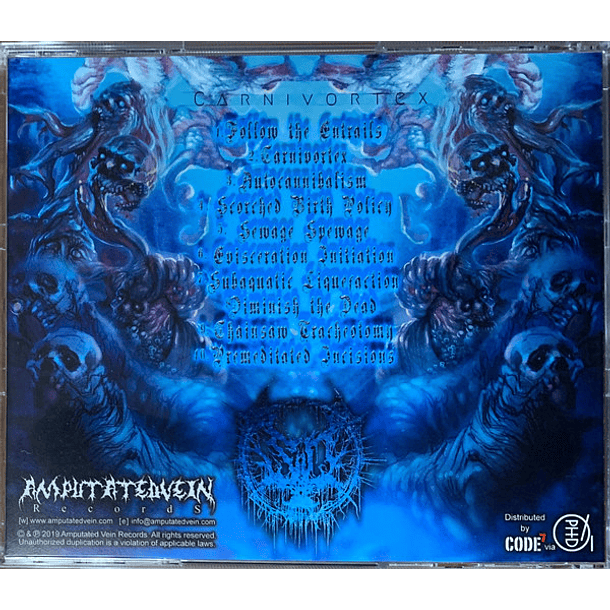 CARNIVORTEX
1. Follow the Entrails
2. Carnivortex
3. Autocannibalism
4. Scorched Birth Policy
5. Sewage Spewage
6. Evisceration Initiation
7. Subaquatic Liquefaction
Diminish the Dead
9. Chainsaw Tracheotomy
10. Premeditated Incisions
AMPUTATEDVEIN
Records
[w] www.amputatedvein.com [e] info@amputatedvein.com
© & ℗ 2019 Amputated Vein Records. All rights reserved.
Unauthorized duplication is a violation of applicable laws.
Distributed by
CODE7 via PHD